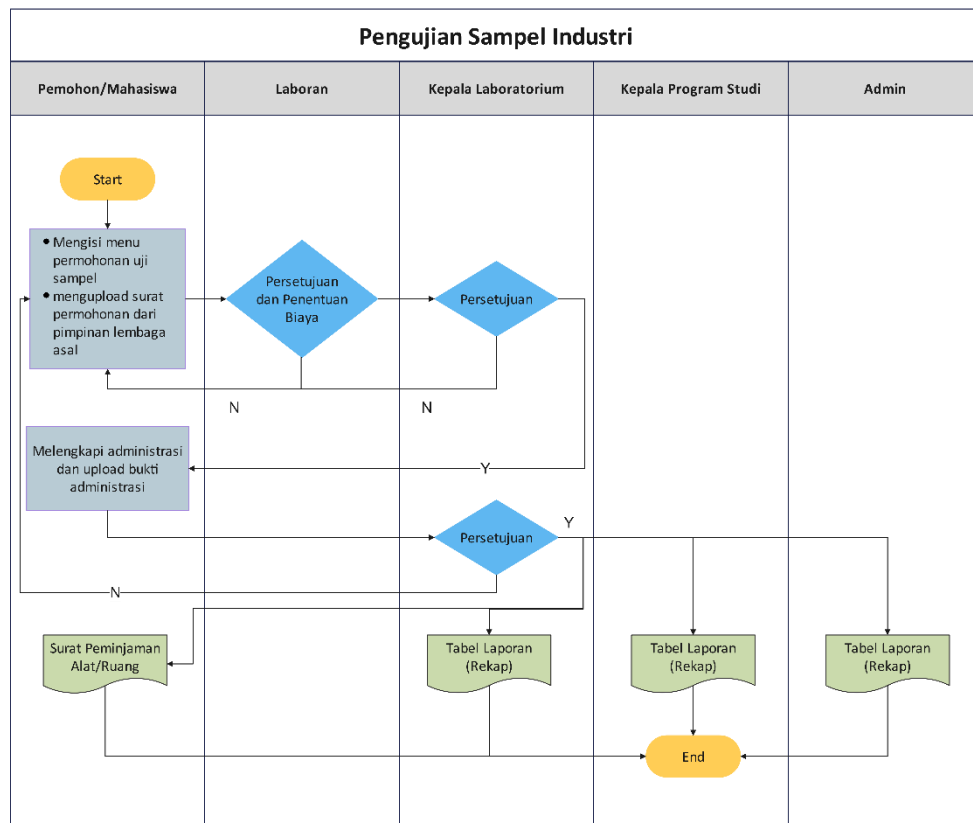 Pengujian Sampel Industri
Pemohon/Mahasiswa
Laboran
Kepala Laboratorium
Kepala Program Studi
Admin
Start
• Mengisi menu
permohonan uji
sampel
• mengupload surat
permohonan dari
pimpinan lembaga
asal
Persetujuan
dan Penentuan
Biaya
Persetujuan
N
N
Melengkapi administrasi
dan upload bukti
administrasi
Y
Persetujuan
Y
N
Surat Peminjaman
Alat/Ruang
Tabel Laporan
(Rekap)
Tabel Laporan
(Rekap)
Tabel Laporan
(Rekap)
End